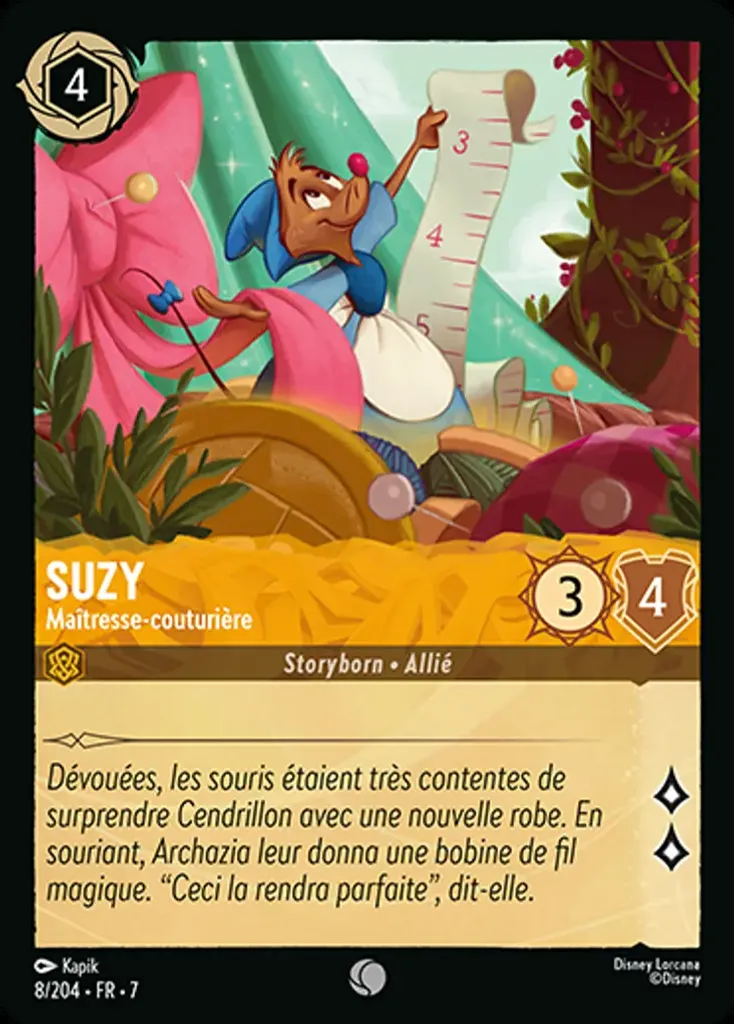 4
3
4
5
SUZY
Maîtresse-couturière
3
4
Storyborn • Allié
Dévouées, les souris étaient très contentes de
surprendre Cendrillon avec une nouvelle robe. En
souriant, Archazia leur donna une bobine de fil
magique. “Ceci la rendra parfaite”, dit-elle.
Kapik
8/204 • FR • 7
Disney Lorcana
©Disney